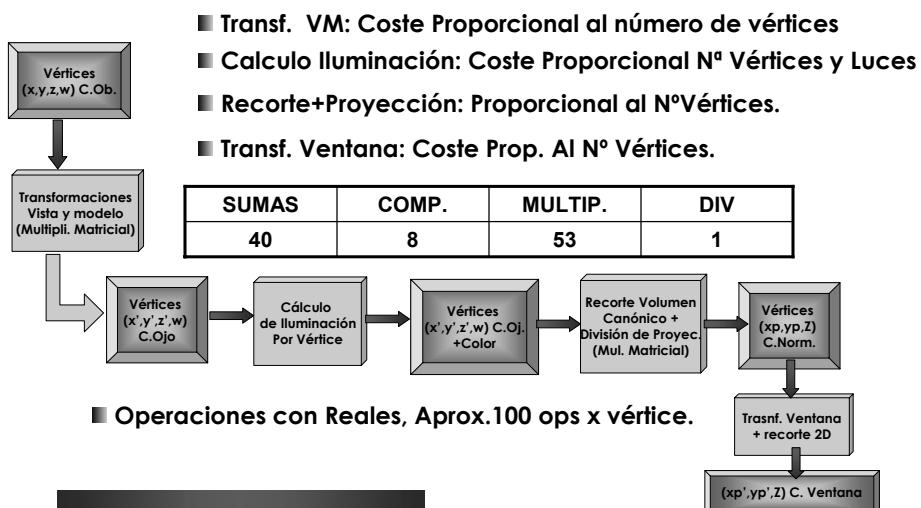 Transf. VM: Coste Proporcional al número de vértices
Calculo Iluminación: Coste Proporcional Nª Vértices y Luces
Recorte+Proyección: Proporcional al NºVértices.
Transf. Ventana: Coste Prop. Al Nº Vértices.
Vértices
(x,y,z,w) C.Ob.
Transformaciones
Vista y modelo
(Multipli. Matricial)
SUMAS COMP. MULTIP. DIV
40 8 53 1
Vértices
(x',y',z',w)
C.Ojo
Cálculo
de Iluminación
Por Vértice
Vértices
(x',y',z',w) C.Oj.
+Color
Recorte Volumen
Canónico +
División de Proyec.
(Mul. Matricial)
Vértices
(xp,yp,Z)
C.Norm.
Operaciones con Reales, Aprox.100 ops x vértice.
Trasnf. Ventana
+ recorte 2D
(xp',yp',Z) C. Ventana